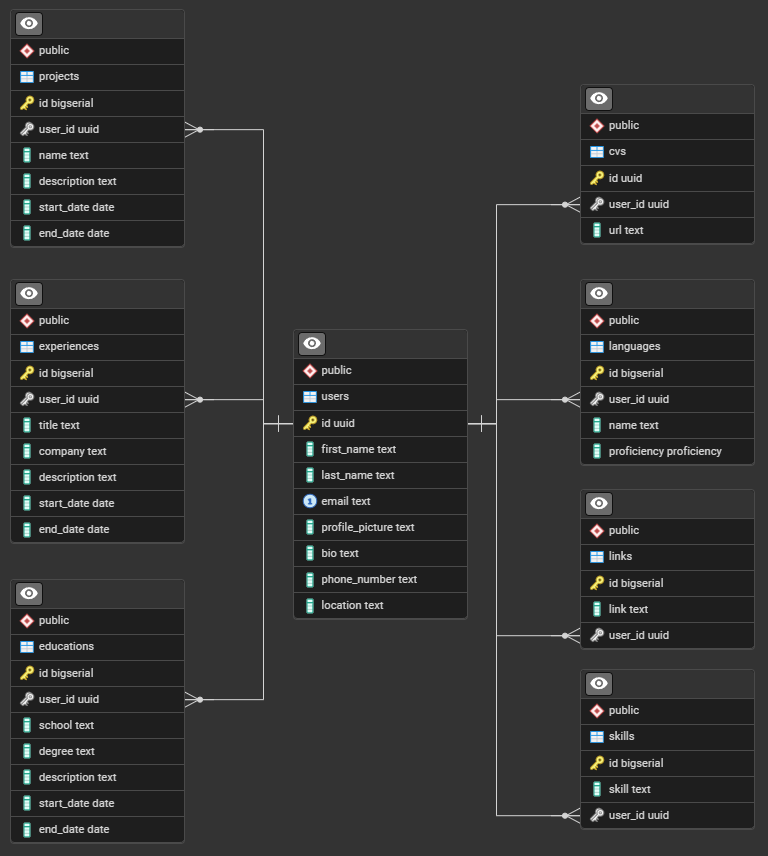 public
projects
id bigserial
user_id uuid
name text
description text
start_date date
end_date date
public
experiences
id bigserial
user_id uuid
title text
company text
description text
start_date date
end_date date
public
educations
id bigserial
user_id uuid
school text
degree text
description text
start_date date
end_date date
public
users
id uuid
first_name text
last_name text
1
email text
profile_picture text
bio text
phone_number text
location text
public
cvs
id uuid
user_id uuid
url text
public
languages
id bigserial
user_id uuid
name text
proficiency proficiency
public
links
id bigserial
link text
user_id uuid
public
skills
id bigserial
skill text
user_id uuid